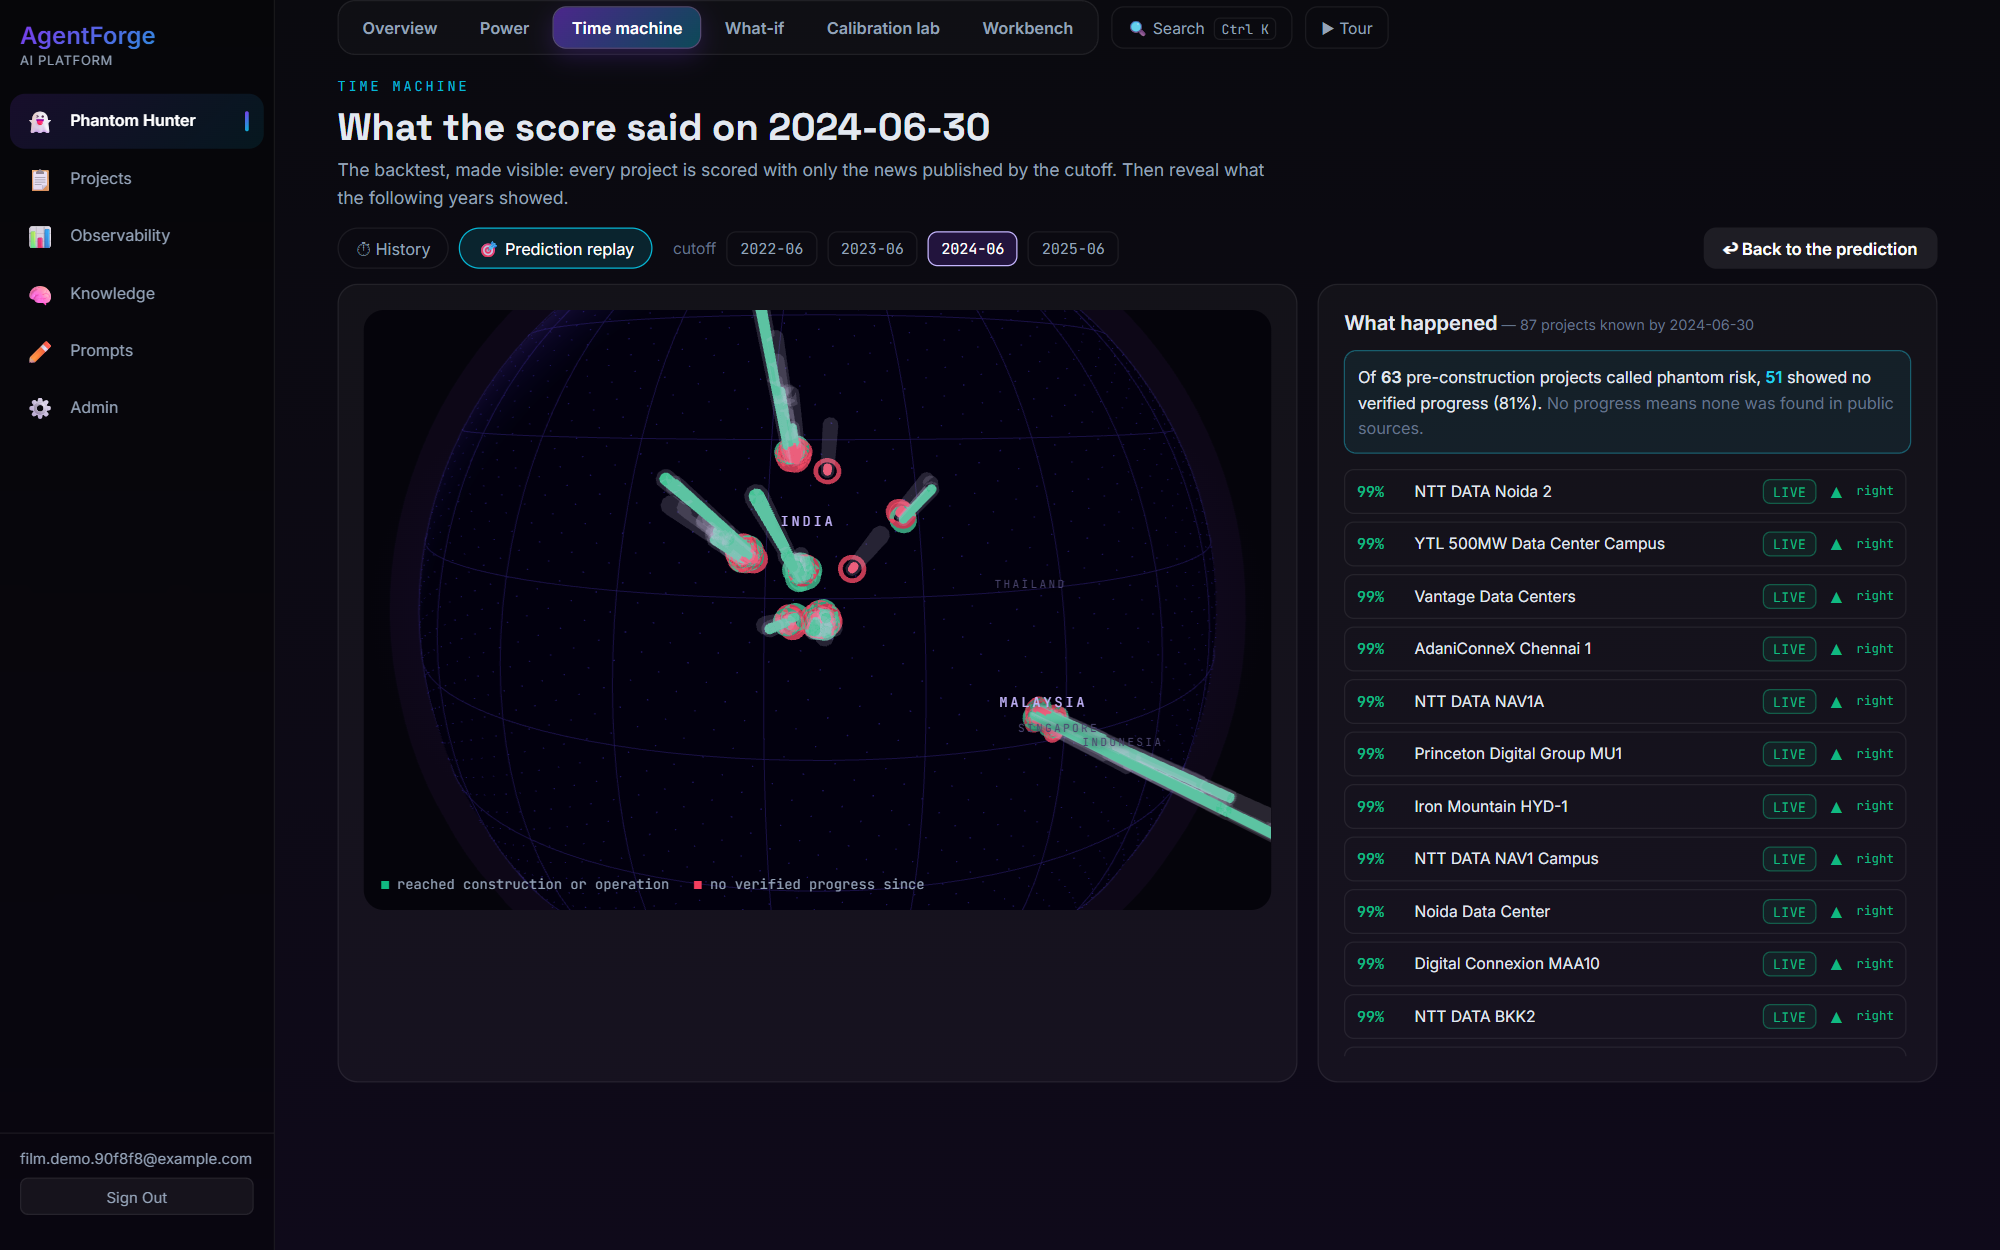 AgentForge
AI PLATFORM
Phantom Hunter
Projects
Observability
Knowledge
Prompts
Admin
film.demo.90f8f8@example.com
Sign Out
Overview
Power
Time machine
What-if
Calibration lab
Workbench
Search Ctrl K
Tour
TIME MACHINE
What the score said on 2024-06-30
The backtest, made visible: every project is scored with only the news published by the cutoff. Then reveal what
the following years showed.
History
Prediction replay
cutoff
2022-06
2023-06
2024-06
2025-06
Back to the prediction
INDIA
THAILAND
MALAYSIA
SINGAPORE
INDONESIA
reached construction or operation
no verified progress since
What happened — 87 projects known by 2024-06-30
Of 63 pre-construction projects called phantom risk, 51 showed no
verified progress (81%). No progress means none was found in public
sources.
99% NTT DATA Noida 2 LIVE ▲ right
99% YTL 500MW Data Center Campus LIVE ▲ right
99% Vantage Data Centers LIVE ▲ right
99% AdaniConneX Chennai 1 LIVE ▲ right
99% NTT DATA NAV1A LIVE ▲ right
99% Princeton Digital Group MU1 LIVE ▲ right
99% Iron Mountain HYD-1 LIVE ▲ right
99% NTT DATA NAV1 Campus LIVE ▲ right
99% Noida Data Center LIVE ▲ right
99% Digital Connexion MAA10 LIVE ▲ right
99% NTT DATA BKK2 LIVE ▲ right